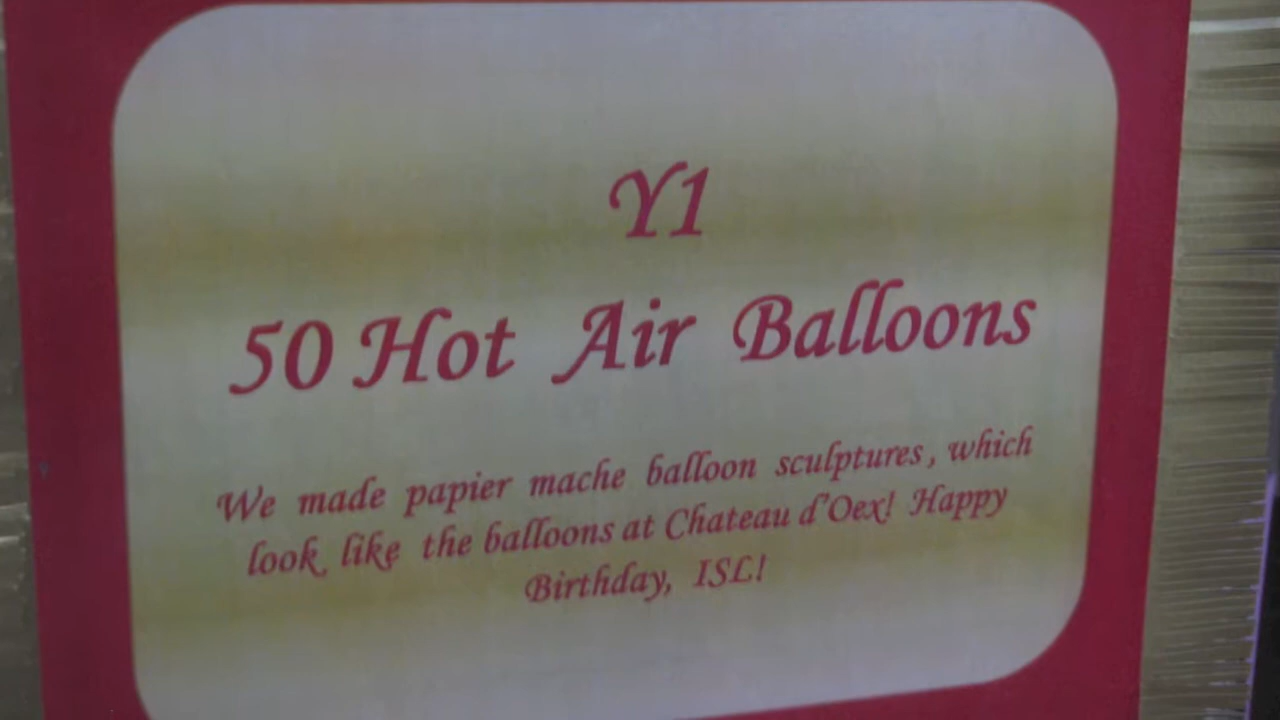 Y1
50 Hot Air Balloons
We made papier mache balloon sculptures, which
look like the balloons at Chateau d'Oex! Happy
Birthday, ISL!